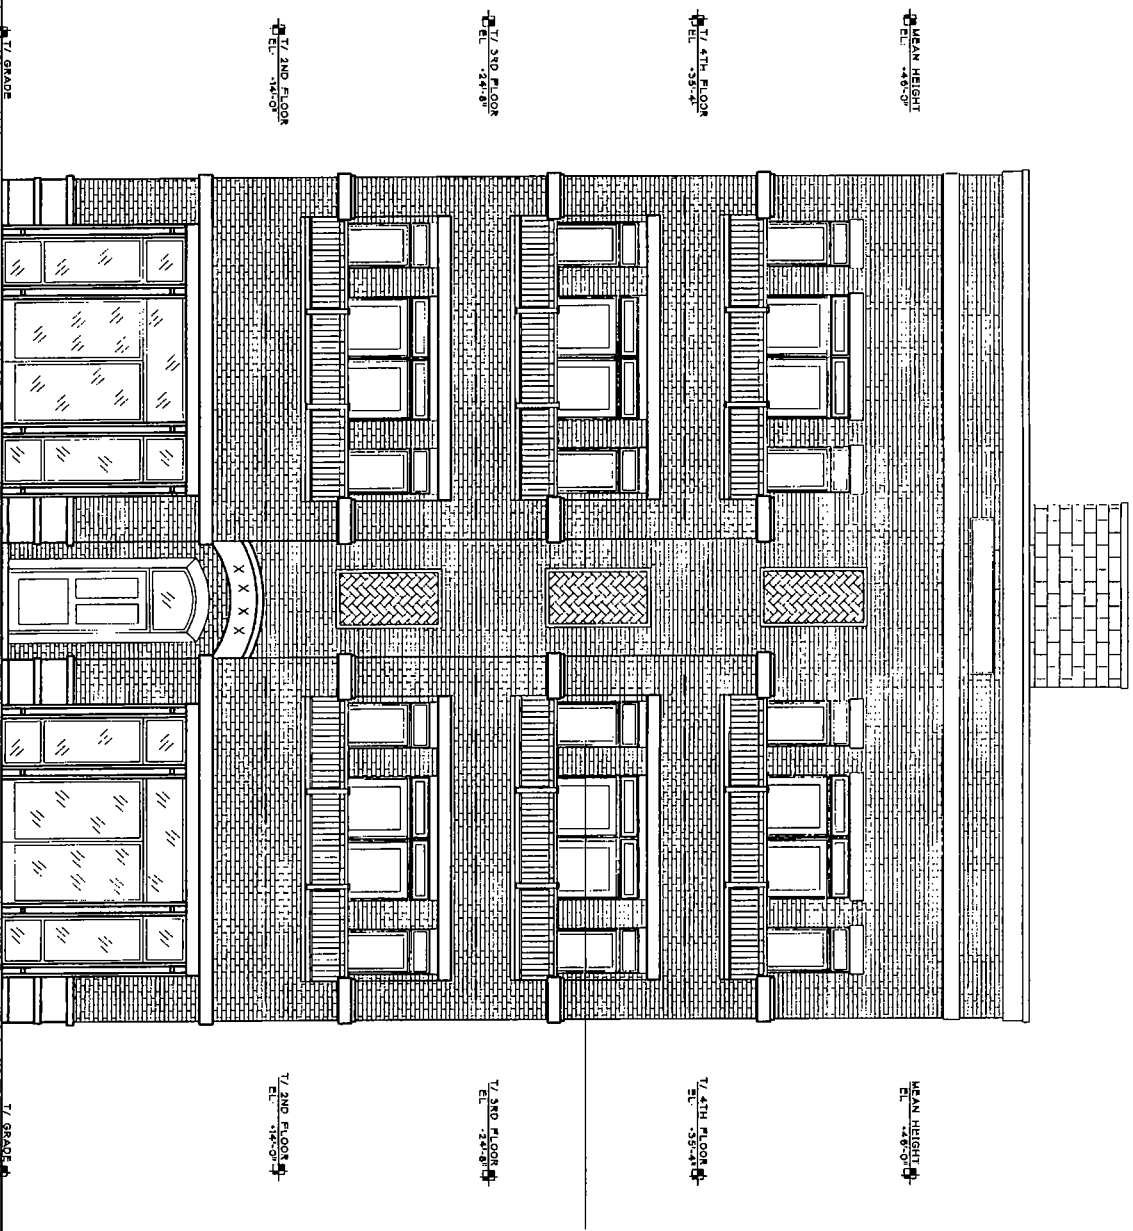 MEAN HEIGHT
EL. +46'-0"
T/ 4TH FLOOR
EL +35'-4"
T/ 3RD FLOOR
EL +24'-8"
T/ 2ND FLOOR
EL. +14'-0"
T/ GRADE
X X X X
MEAN HEIGHT
EL. +46'-0"
T/ 4TH FLOOR
EL. +35'-4"
T/ 3RD FLOOR
EL +24'-8"
T/ 2ND FLOOR
EL. +14'-0"
T/ GRADE